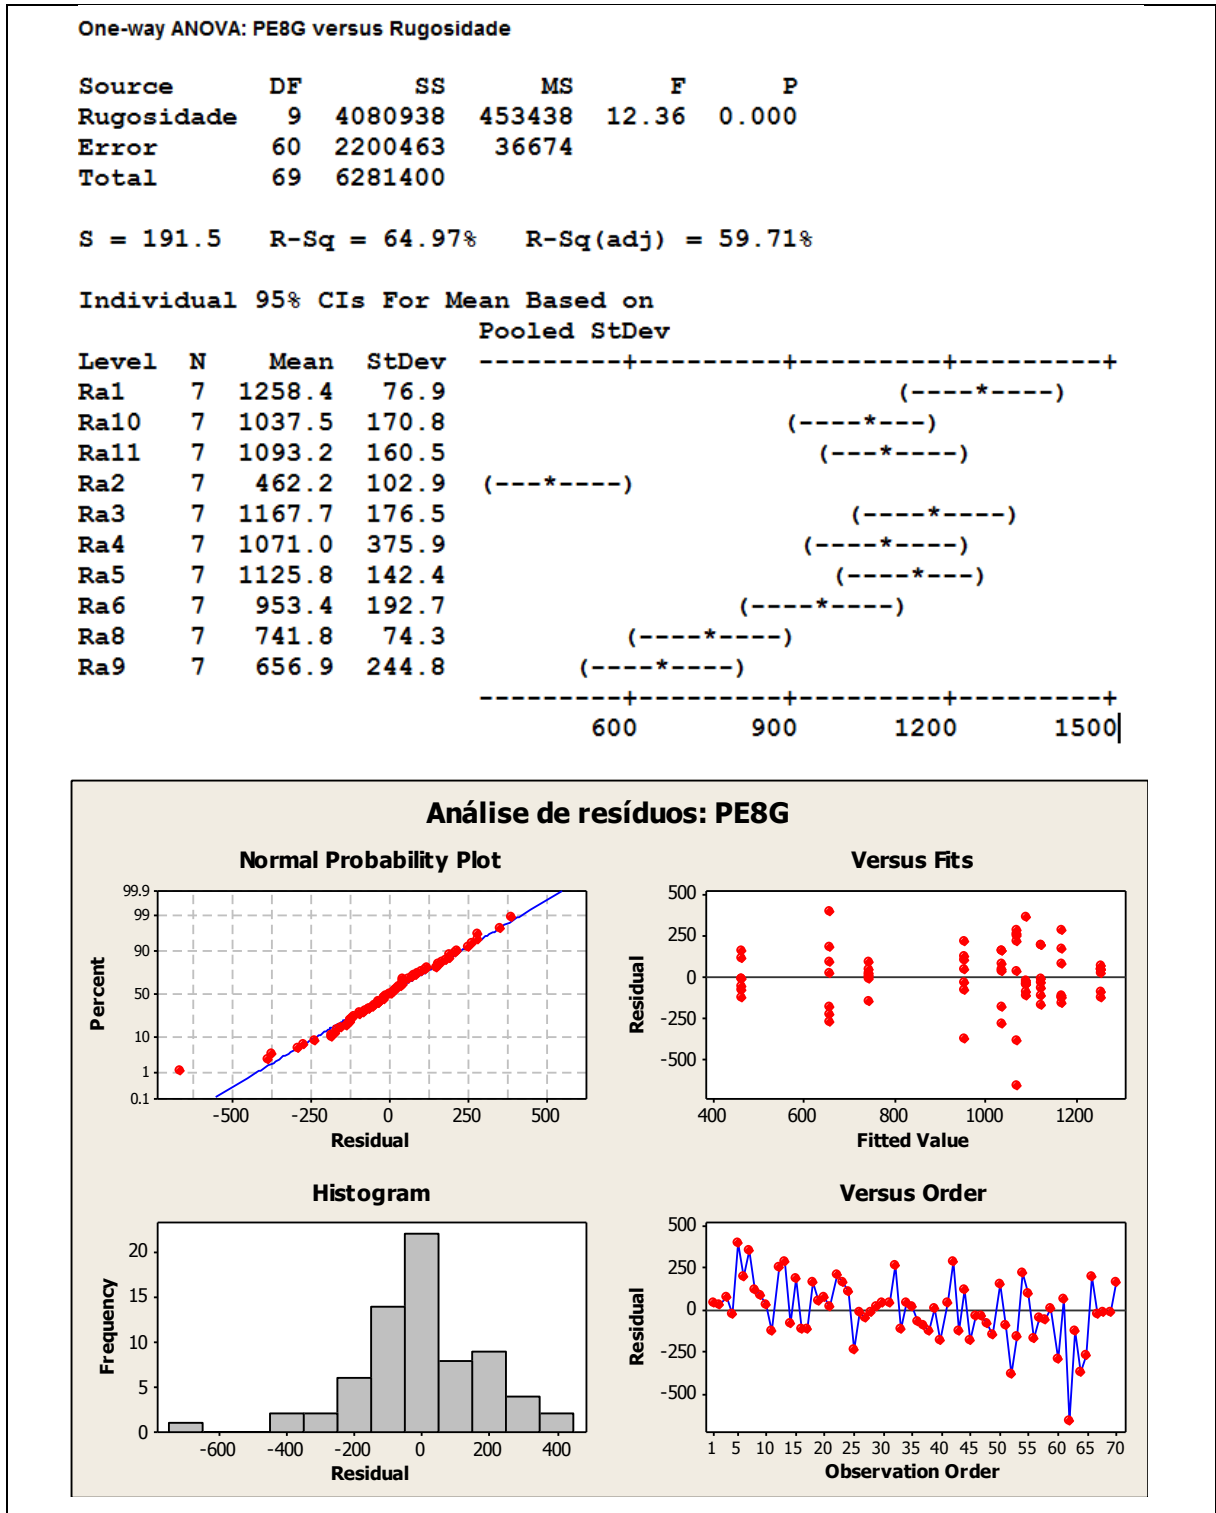 One-way ANOVA: PE8G versus Rugosidade
Source DF SS MS F P
Rugosidade 9 4080938 453438 12.36 0.000
Error 60 2200463 36674
Total 69 6281400
S = 191.5 R-Sq = 64.97% R-Sq(adj) = 59.71%
Individual 95% CIs For Mean Based on
Pooled StDev
Level N Mean StDev ---------+---------+---------+---------+
Ra1 7 1258.4 76.9 (----*----)
Ra10 7 1037.5 170.8 (----*---)
Ra11 7 1093.2 160.5 (---*----)
Ra2 7 462.2 102.9 (---*----)
Ra3 7 1167.7 176.5 (----*----)
Ra4 7 1071.0 375.9 (----*----)
Ra5 7 1125.8 142.4 (----*---)
Ra6 7 953.4 192.7 (----*----)
Ra8 7 741.8 74.3 (----*----)
Ra9 7 656.9 244.8 (----*----)
---------+---------+---------+---------+
600 900 1200 1500
Análise de resíduos: PE8G
Normal Probability Plot
99.9
99
90
50
10
1
0.1
Percent
-500 -250 0 250 500
Residual
Versus Fits
500
250
0
-250
-500
Residual
400 600 800 1000 1200
Fitted Value
Histogram
20
15
10
5
0
Frequency
-600 -400 -200 0 200 400
Residual
Versus Order
500
250
0
-250
-500
Residual
1 5 10 15 20 25 30 35 40 45 50 55 60 65 70
Observation Order